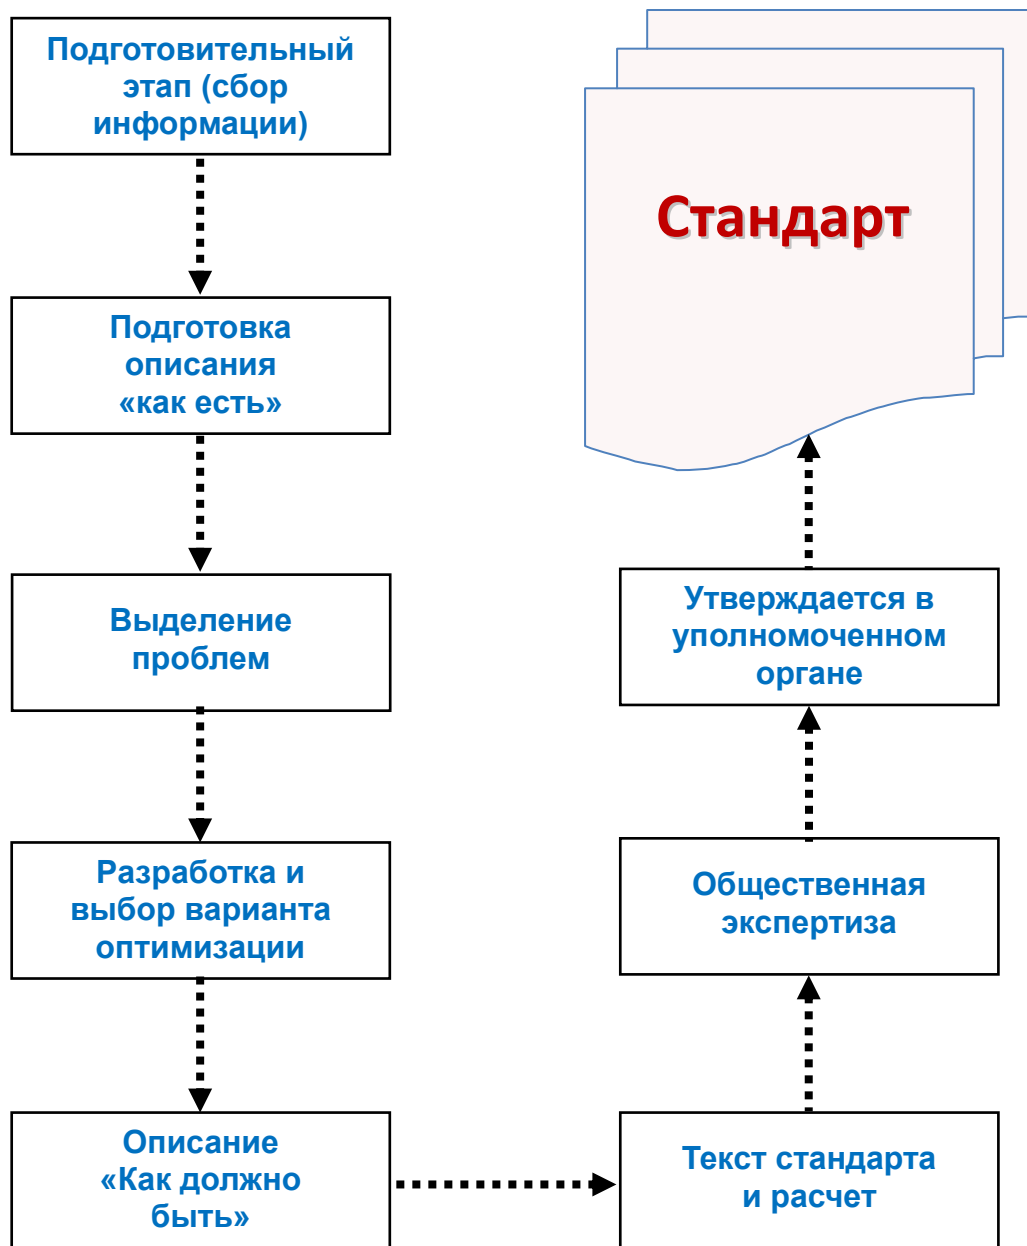 Подготовительный
этап (сбор
информации)
Подготовка
описания
«как есть»
Выделение
проблем
Разработка и
выбор варианта
оптимизации
Описание
«Как должно
быть»
Текст стандарта
и расчет
Общественная
экспертиза
Утверждается в
уполномоченном
органе
Стандарт